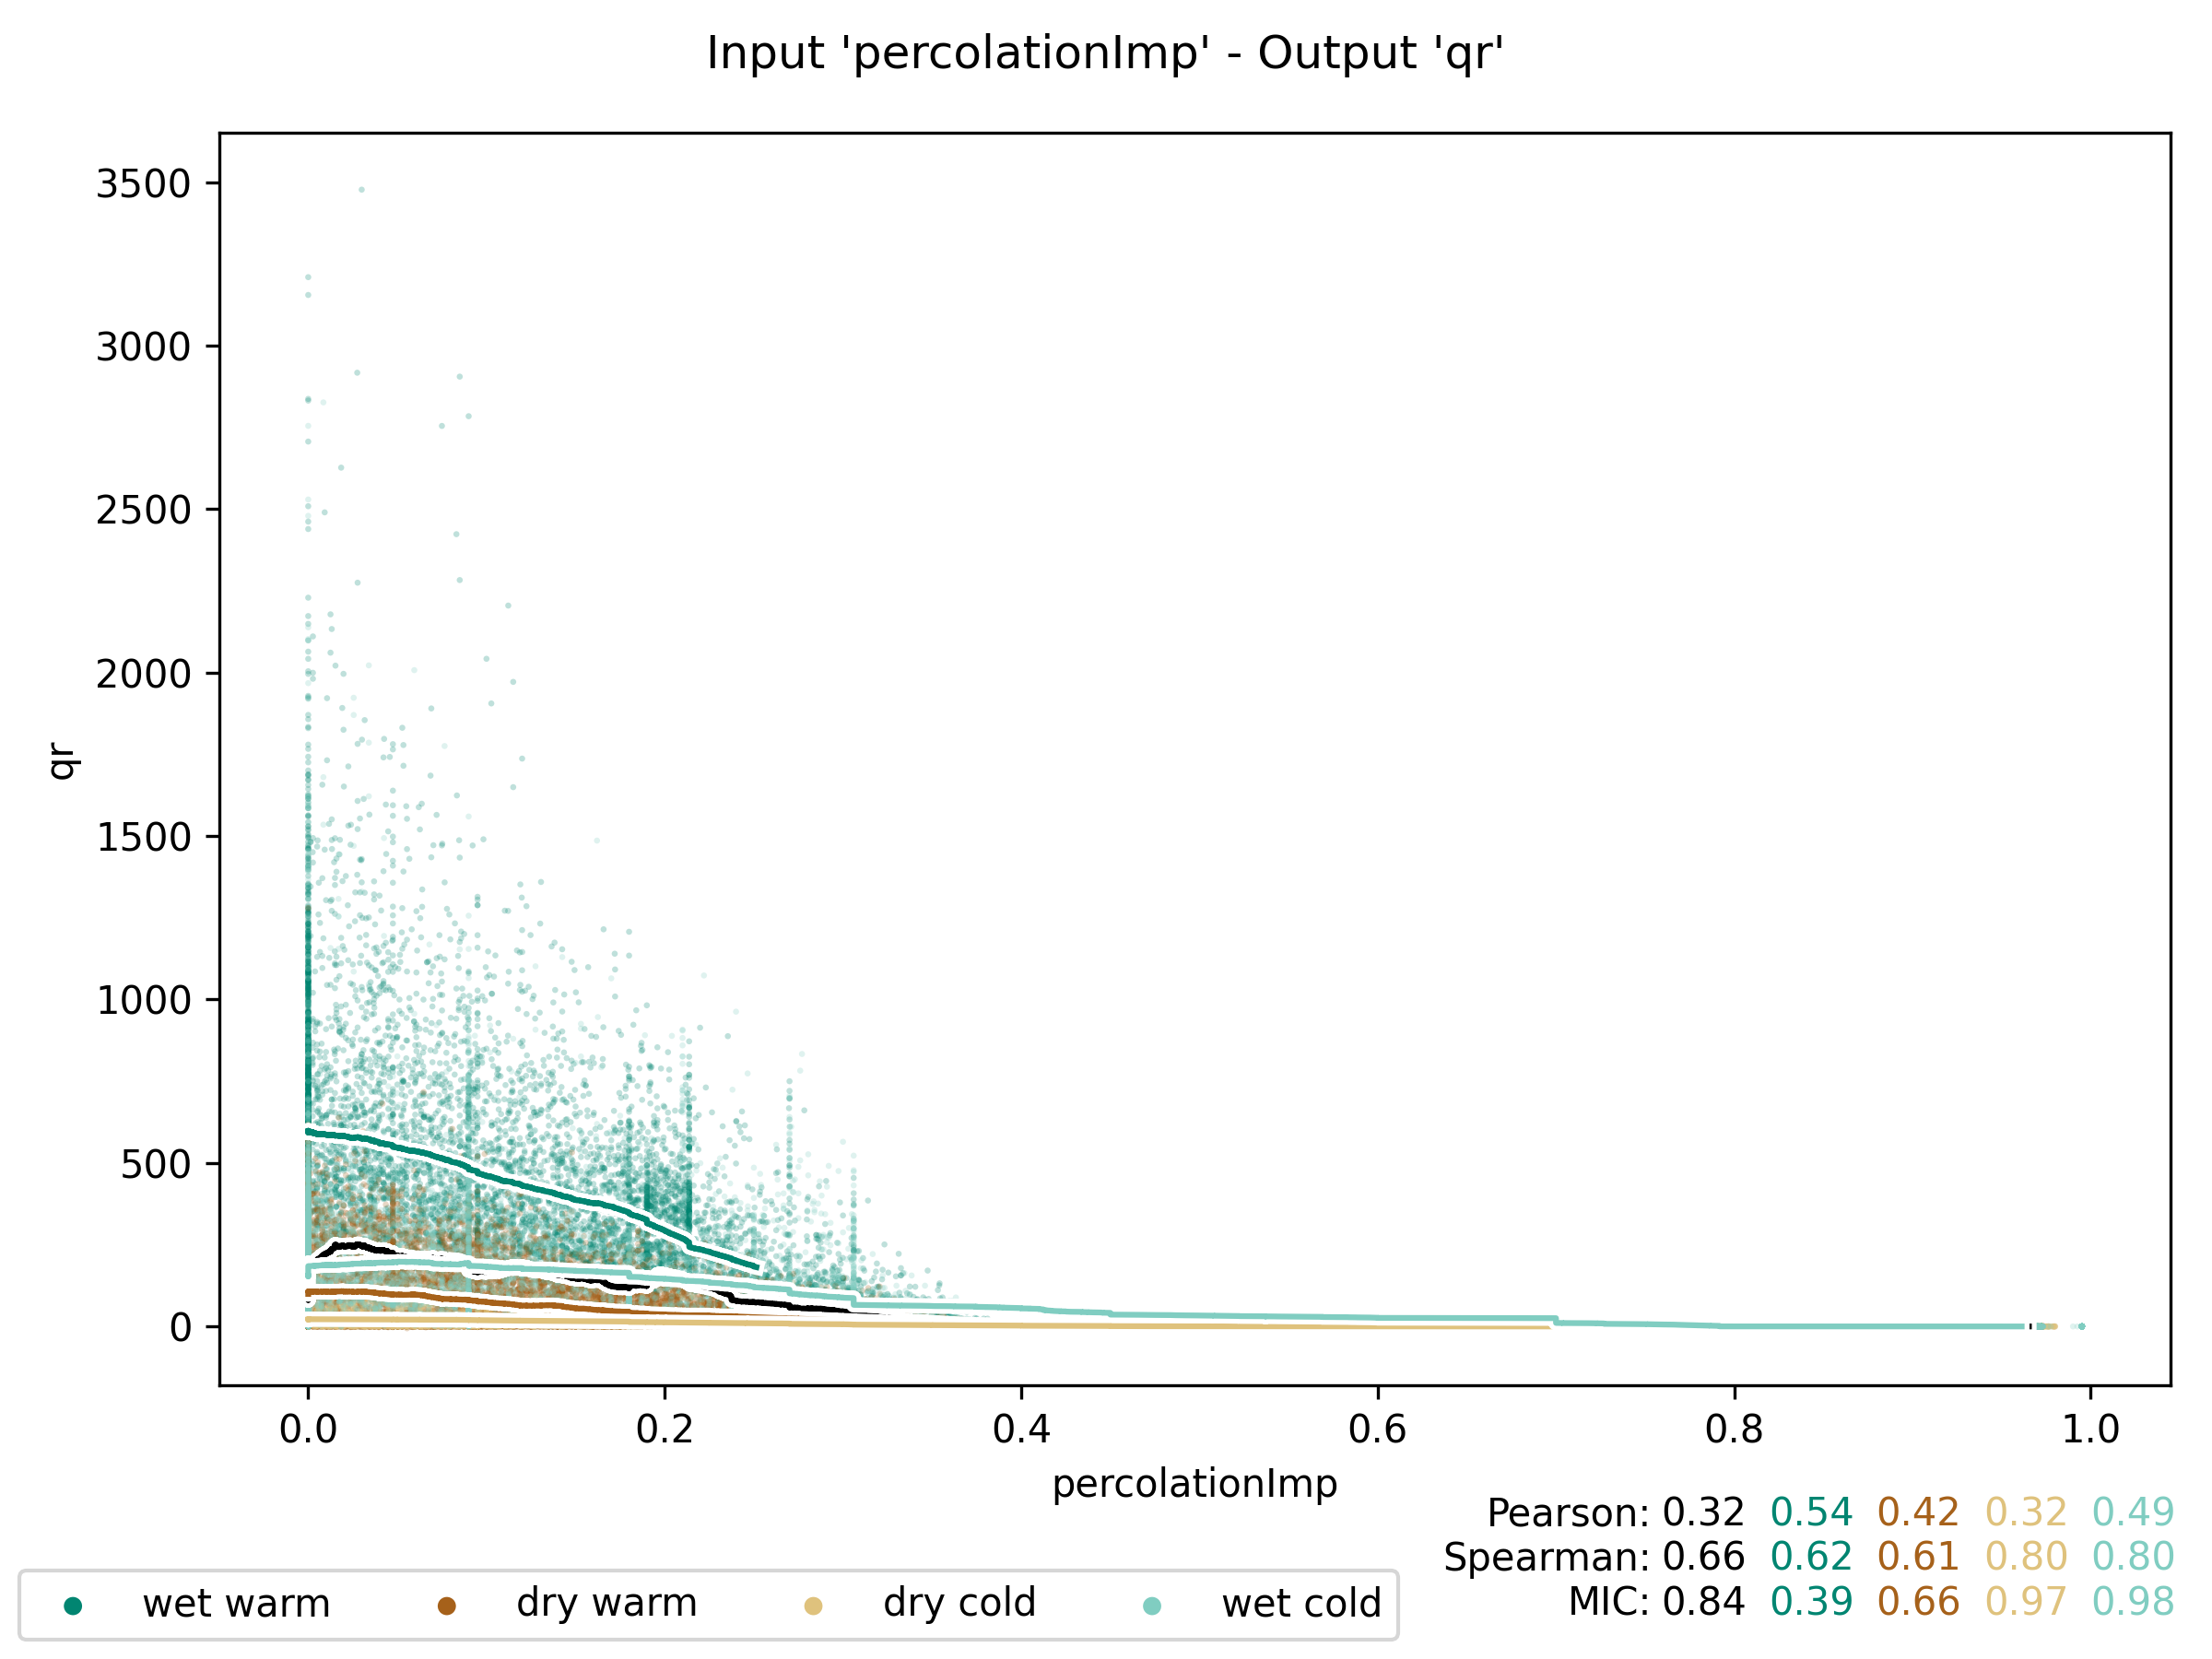 Input 'percolationImp' - Output 'qr'
3500
3000
2500
2000
1500
1000
500
0
qr
0.0 0.2 0.4 0.6 0.8 1.0
percolationImp
Pearson: 0.32 0.54 0.42 0.32 0.49
Spearman: 0.66 0.62 0.61 0.80 0.80
MIC: 0.84 0.39 0.66 0.97 0.98
wet warm dry warm dry cold wet cold